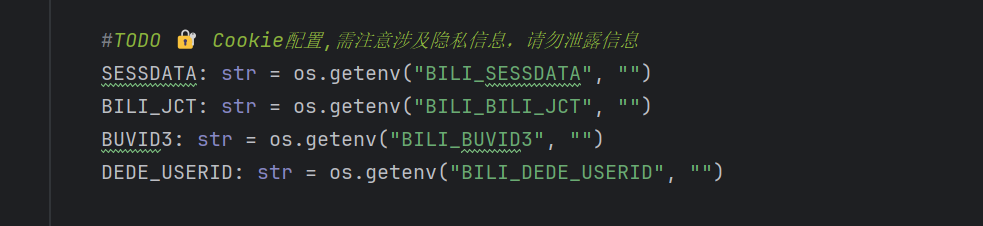 #TODO 🔐 Cookie配置,需注意涉及隐私信息，请勿泄露信息
SESSDATA: str = os.getenv("BILI_SESSDATA", "")
BILI_JCT: str = os.getenv("BILI_BILI_JCT", "")
BUVID3: str = os.getenv("BILI_BUVID3", "")
DEDE_USERID: str = os.getenv("BILI_DEDE_USERID", "")